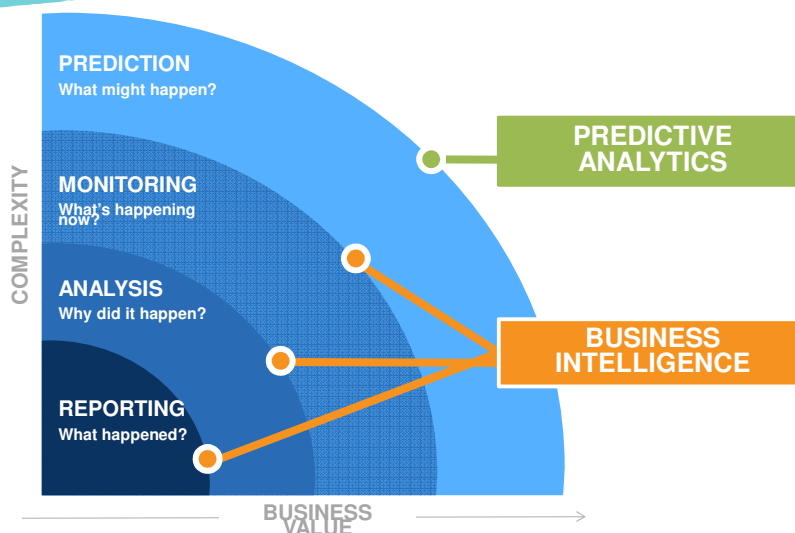 PREDICTION
What might happen?
PREDICTIVE
ANALYTICS
MONITORING
What's happening
now?
COMPLEXITY
ANALYSIS
Why did it happen?
BUSINESS
INTELLIGENCE
REPORTING
What happened?
BUSINESS
VALUE